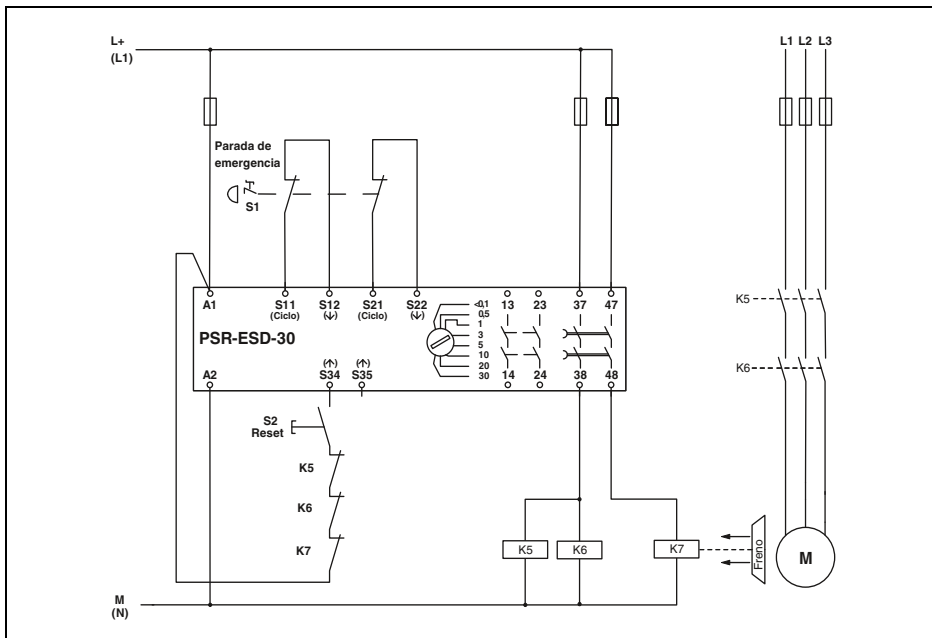 L+
(L1)
L1 L2 L3
Parada de
emergencia
S1
A1 S11 S12 S21 S22 13 23 37 47
(Ciclo) (↓) (Ciclo) (↓)
<0,1
0,5
1
3
5
10
20
30
PSR-ESD-30
(↑) (↑)
A2 S34 S35 14 24 38 48
K5
K6
S2
Reset
K5
K6
K7
K5 K6 K7
Freno
M
M
(N)